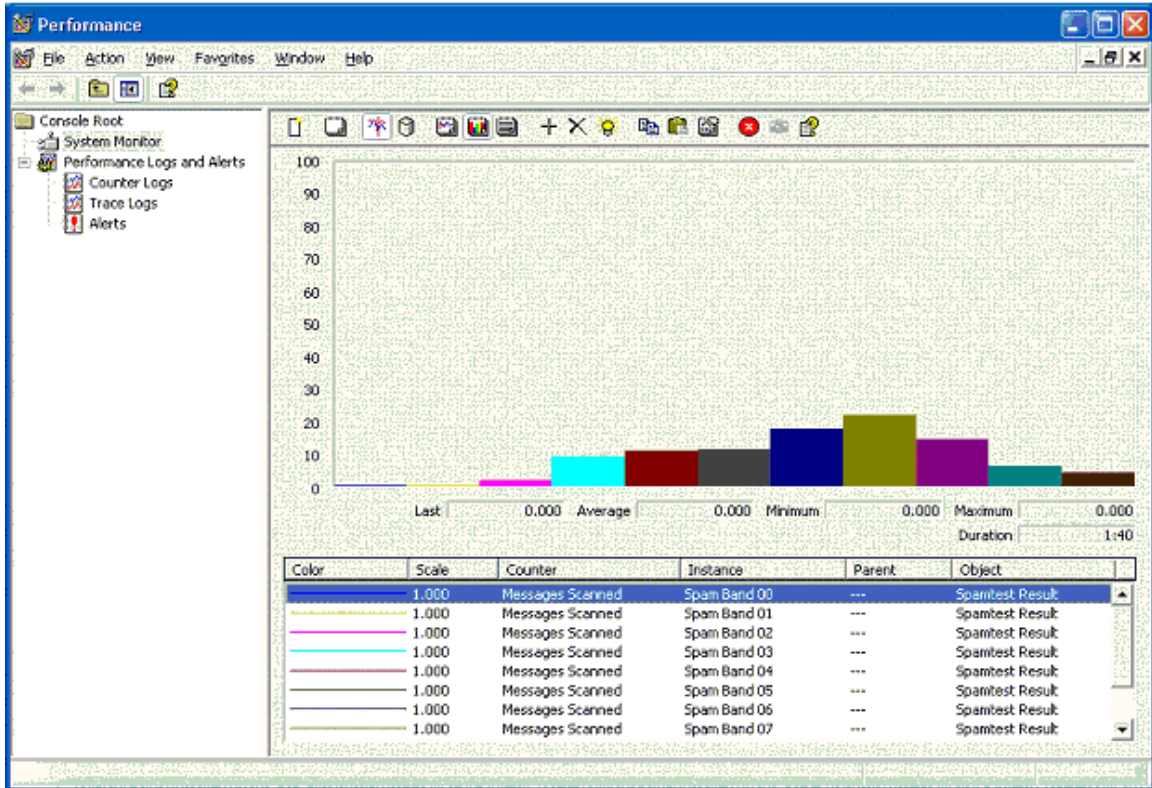 Performance
File Action View Favorites Window Help
Console Root
System Monitor
Performance Logs and Alerts
Counter Logs
Trace Logs
Alerts
100
90
80
70
60
50
40
30
20
10
0
Last 0.000 Average 0.000 Minimum 0.000 Maximum 0.000
Duration 1:40
Color Scale Counter Instance Parent Object
1.000 Messages Scanned Spam Band 00 --- Spamtest Result
1.000 Messages Scanned Spam Band 01 --- Spamtest Result
1.000 Messages Scanned Spam Band 02 --- Spamtest Result
1.000 Messages Scanned Spam Band 03 --- Spamtest Result
1.000 Messages Scanned Spam Band 04 --- Spamtest Result
1.000 Messages Scanned Spam Band 05 --- Spamtest Result
1.000 Messages Scanned Spam Band 06 --- Spamtest Result
1.000 Messages Scanned Spam Band 07 --- Spamtest Result